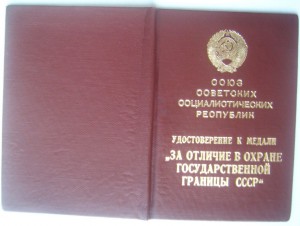 СОЮЗ
СОВЕТСКИХ
СОЦИАЛИСТИЧЕСКИХ
РЕСПУБЛИК
УДОСТОВЕРЕНИЕ К МЕДАЛИ
„ЗА ОТЛИЧИЕ В ОХРАНЕ
ГОСУДАРСТВЕННОЙ
ГРАНИЦЫ СССР“